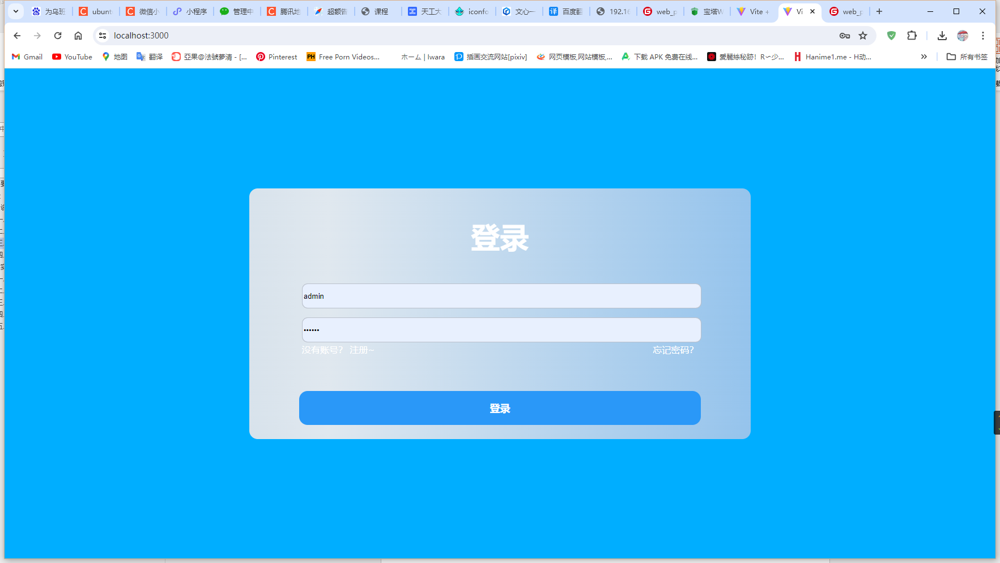 为乌班
ubunt
微信小
小程序
管理中
腾讯地
超额告
课程
天工大
iconfo
文心一
百度翻
192.16
web_p
宝塔W
Vite +
Vi
web_p
localhost:3000
Gmail
YouTube
地图
翻译
亞果@法號夢清 - [...
Pinterest
Free Porn Videos...
ホーム | Iwara
插画交流网站[pixiv]
网页模板,网站模板,...
下载 APK 免费在线...
愛麗絲秘跡！R∽少...
Hanime1.me - H动...
所有书签
登录
admin
没有账号? 注册~
忘记密码?
登录